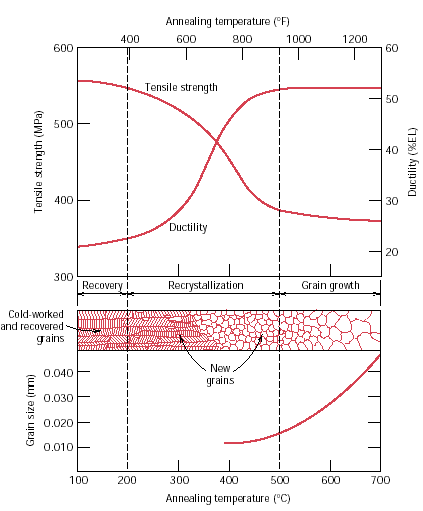 Annealing temperature (°F)
400 600 800 1000 1200
600 60
Tensile strength
50
500
Tensile strength (MPa)
40
Ductility (%EL)
400
30
Ductility
20
300
Recovery Recrystallization Grain growth
Cold-worked
and recovered
grains
New
grains
0.040
Grain size (mm)
0.030
0.020
0.010
100 200 300 400 500 600 700
Annealing temperature (°C)